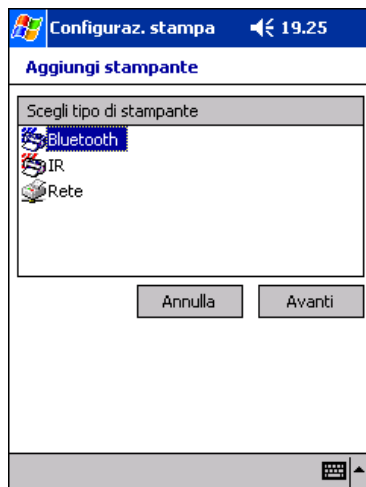 Configuraz. stampa 19.25
Aggiungi stampante
Scegli tipo di stampante
Bluetooth
IR
Rete
Annulla Avanti